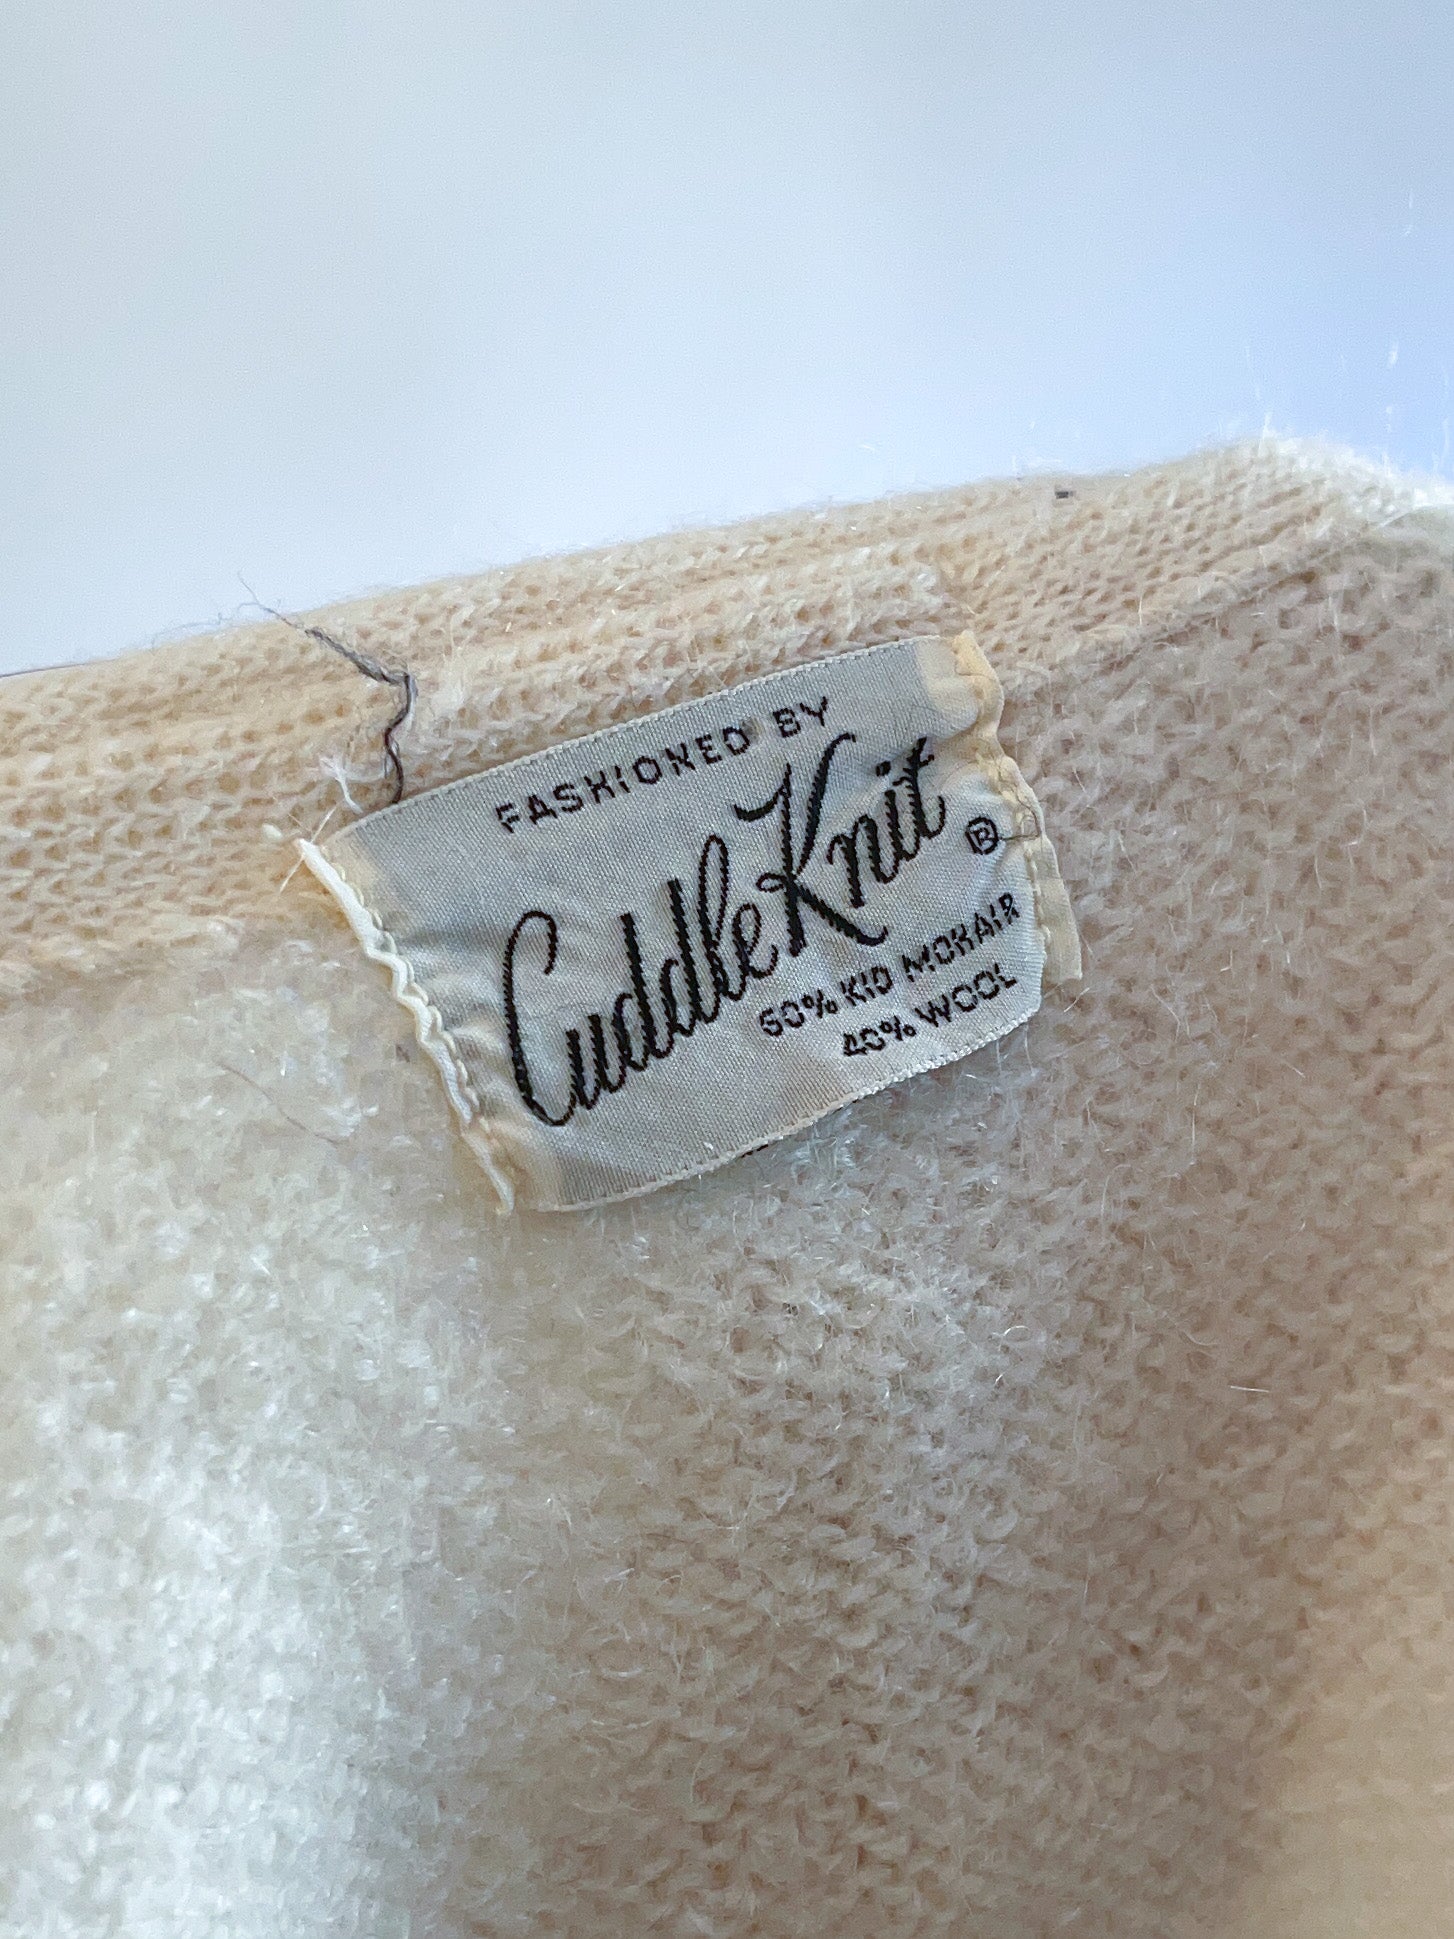 FASHIONED BY
CuddleKnit ®
60% KID MOHAIR
40% WOOL